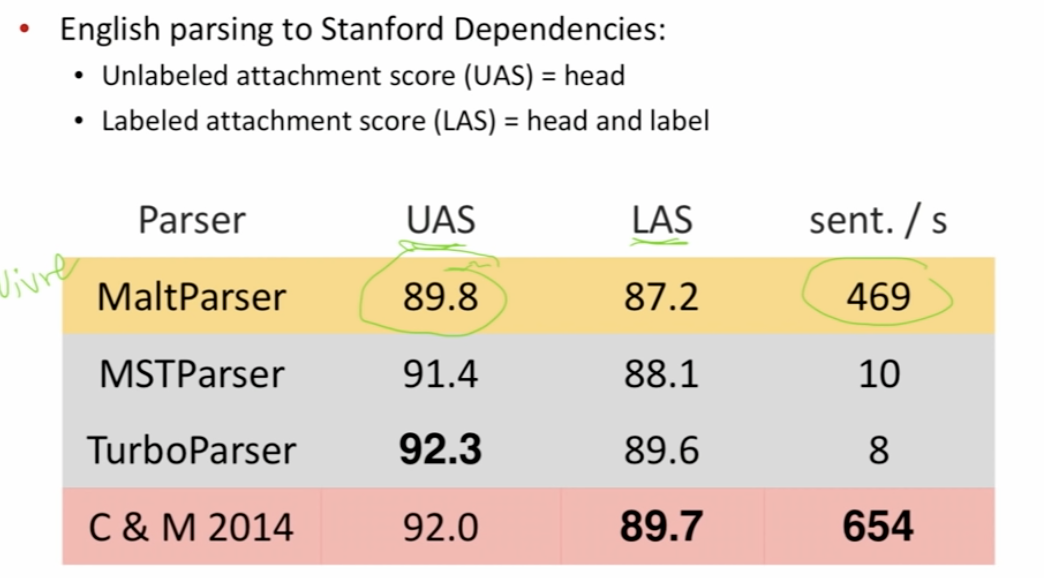 English parsing to Stanford Dependencies:
Unlabeled attachment score (UAS) = head
Labeled attachment score (LAS) = head and label
Parser UAS LAS sent. / s
Nivre
MaltParser 89.8 87.2 469
MSTParser 91.4 88.1 10
TurboParser 92.3 89.6 8
C & M 2014 92.0 89.7 654